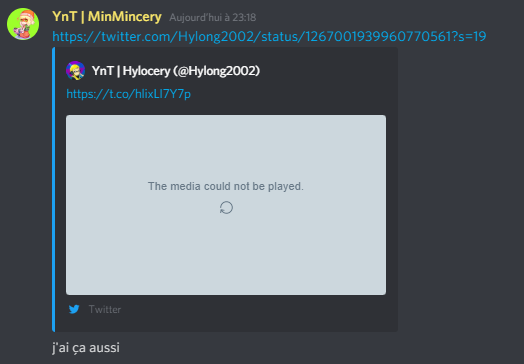 YnT | MinMincery Aujourd'hui à 23:18
https://twitter.com/Hylong2002/status/1267001939960770561?s=19
YnT | Hylocery (@Hylong2002)
https://t.co/hlixLl7Y7p
The media could not be played.
Twitter
j'ai ça aussi